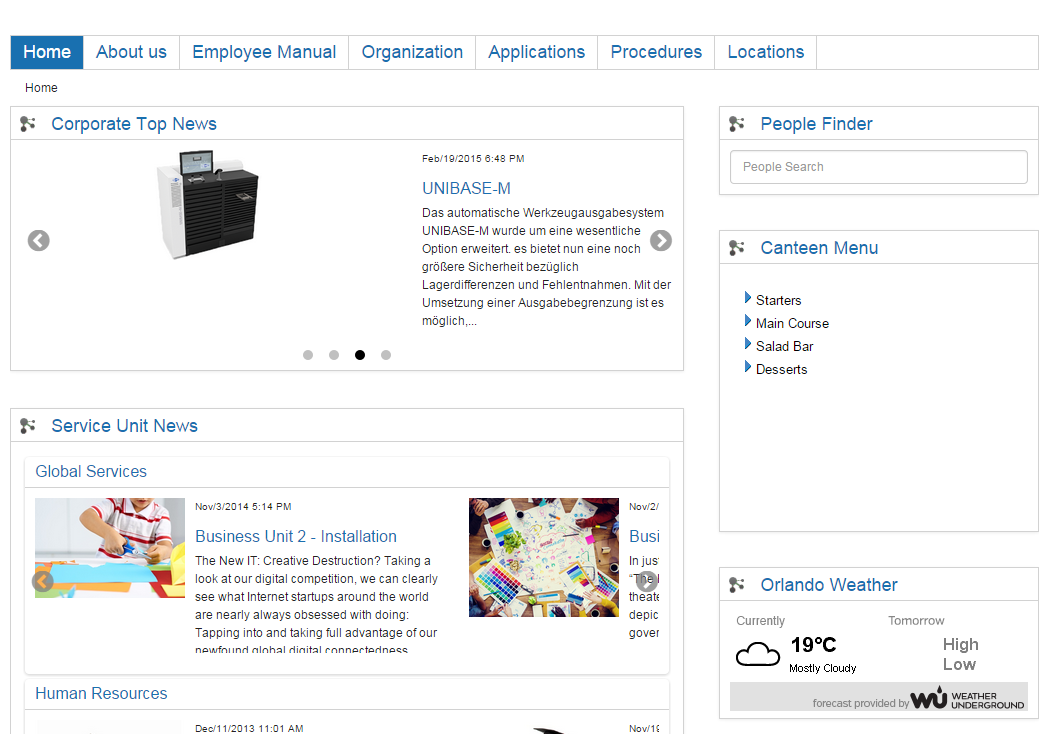 Home About us Employee Manual Organization Applications Procedures Locations
Home
Corporate Top News
Feb/19/2015 6:48 PM
UNIBASE-M
Das automatische Werkzeugausgabesystem
UNIBASE-M wurde um eine wesentliche
Option erweitert. es bietet nun eine noch
größere Sicherheit bezüglich
Lagerdifferenzen und Fehlentnahmen. Mit der
Umsetzung einer Ausgabebegrenzung ist es
möglich,...
Service Unit News
Global Services
Nov/3/2014 5:14 PM
Business Unit 2 - Installation
The New IT: Creative Destruction? Taking a
look at our digital competition, we can clearly
see what Internet startups around the world
are nearly always obsessed with doing:
Tapping into and taking full advantage of our
newfound global digital connectedness
Nov/2/
Busi
In jus
"The
theate
depic
gover
Human Resources
Dec/11/2013 11:01 AM
Nov/19
People Finder
People Search
Canteen Menu
Starters
Main Course
Salad Bar
Desserts
Orlando Weather
Currently Tomorrow
19°C
Mostly Cloudy
High
Low
forecast provided by WU WEATHER
UNDERGROUND